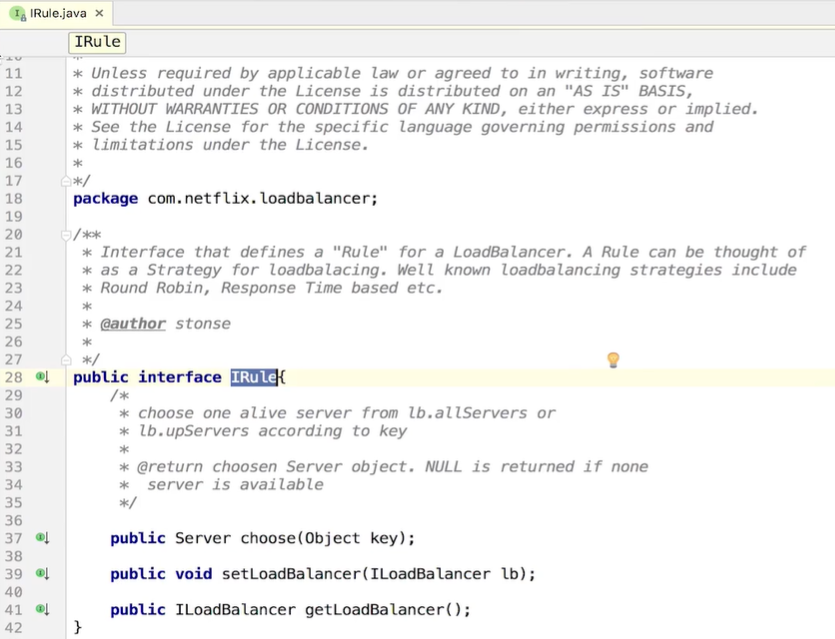 IRule.java
IRule
11 * Unless required by applicable law or agreed to in writing, software
12 * distributed under the License is distributed on an "AS IS" BASIS,
13 * WITHOUT WARRANTIES OR CONDITIONS OF ANY KIND, either express or implied.
14 * See the License for the specific language governing permissions and
15 * limitations under the License.
16 *
17 */
18 package com.netflix.loadbalancer;
19
20 /**
21 * Interface that defines a "Rule" for a LoadBalancer. A Rule can be thought of
22 * as a Strategy for loadbalacing. Well known loadbalancing strategies include
23 * Round Robin, Response Time based etc.
24 *
25 * @author stonse
26 *
27 */
28 public interface IRule{
29 /*
30 * choose one alive server from lb.allServers or
31 * lb.upServers according to key
32 *
33 * @return choosen Server object. NULL is returned if none
34 * server is available
35 */
36
37 public Server choose(Object key);
38
39 public void setLoadBalancer(ILoadBalancer lb);
40
41 public ILoadBalancer getLoadBalancer();
42 }